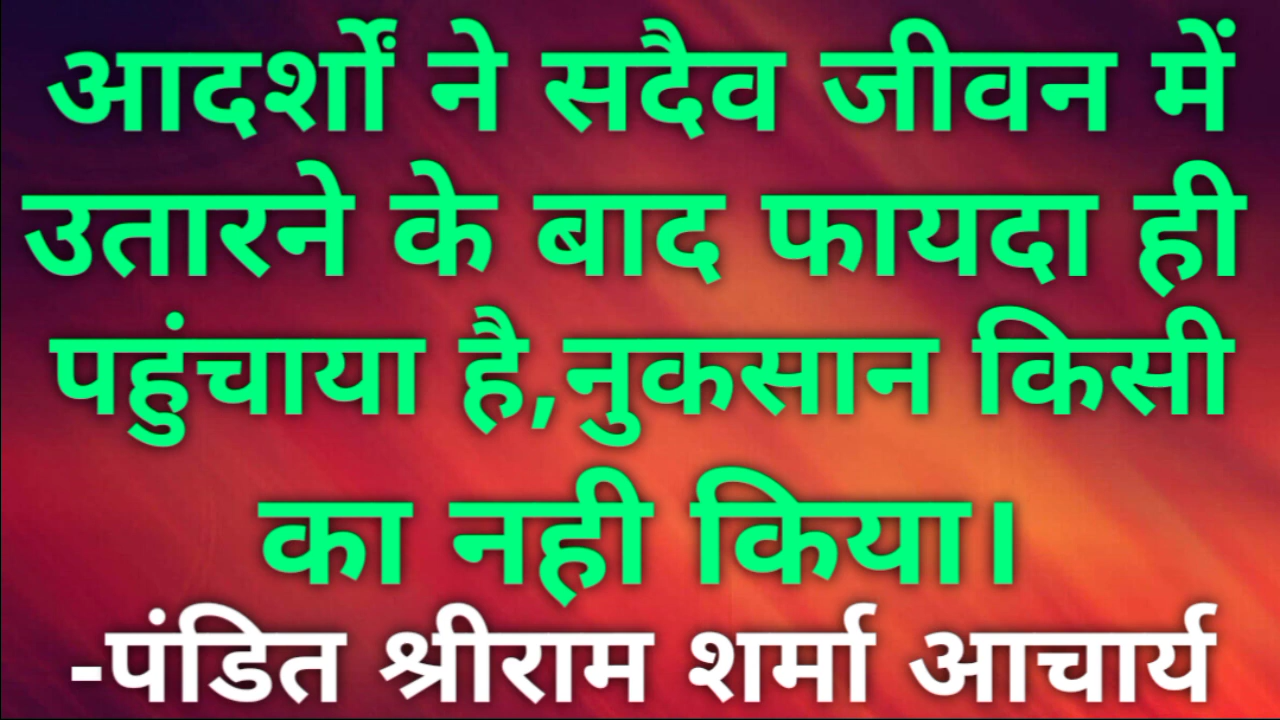 आदर्शों ने सदैव जीवन में
उतारने के बाद फायदा ही
पहुंचाया है,नुकसान किसी
का नही किया।
-पंडित श्रीराम शर्मा आचार्य